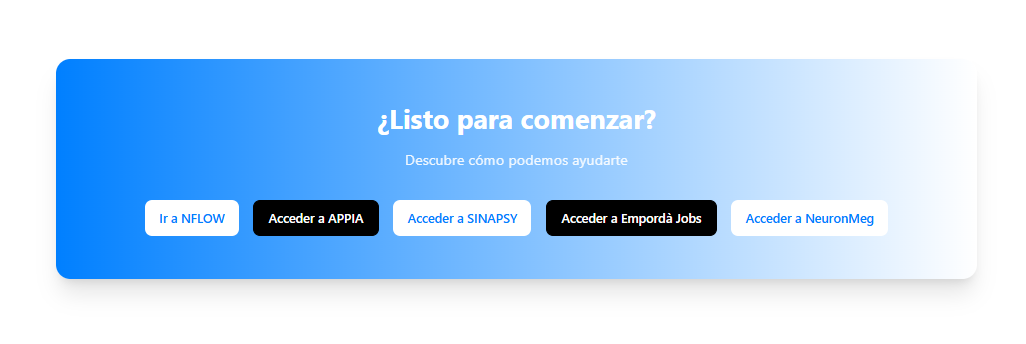 ¿Listo para comenzar?
Descubre cómo podemos ayudarte
Ir a NFLOW
Acceder a APPIA
Acceder a SINAPSY
Acceder a Empordà Jobs
Acceder a NeuronMeg